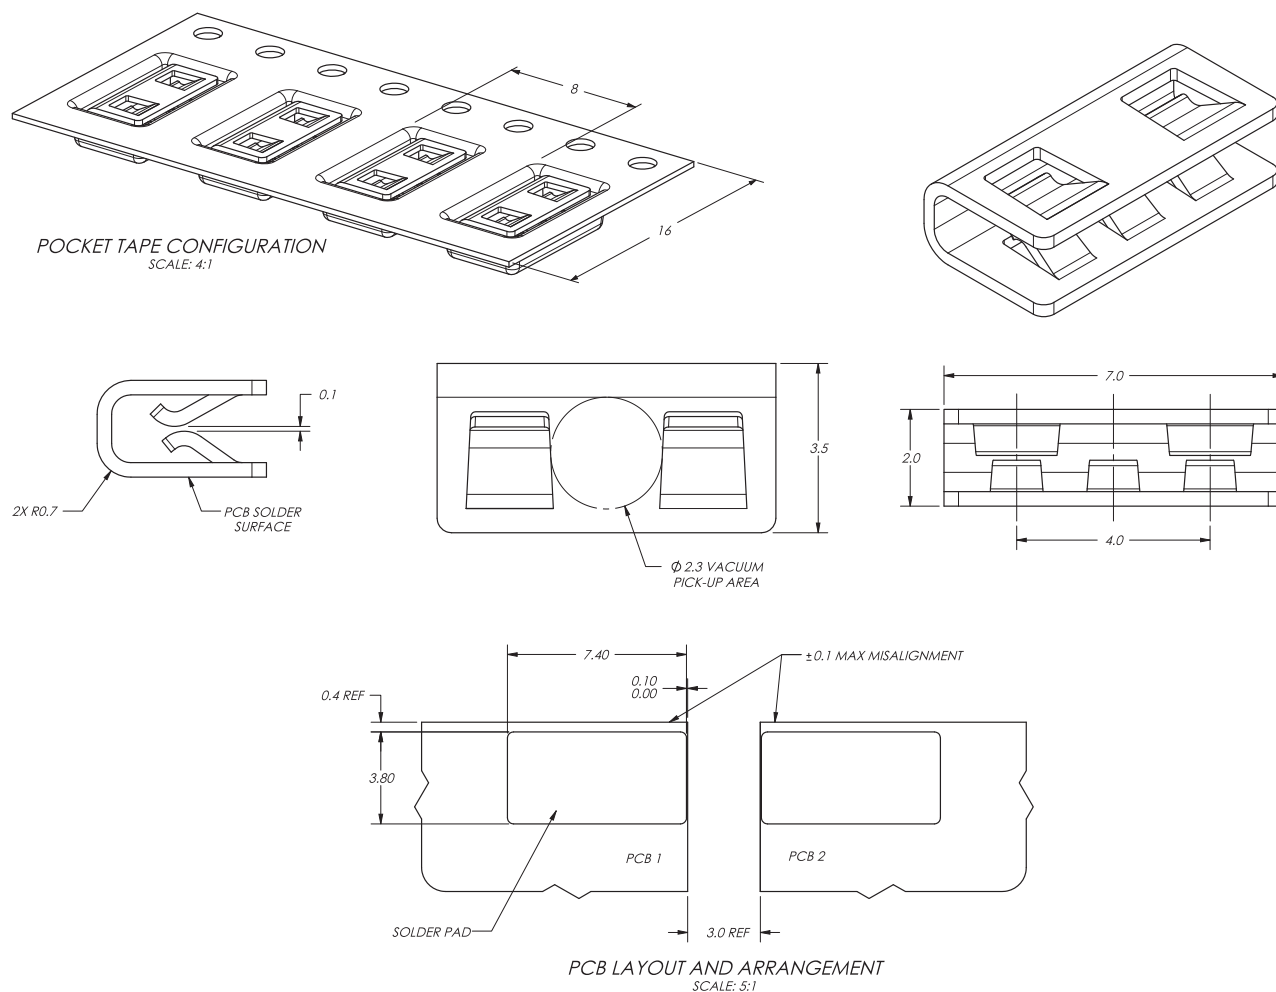 8
16
POCKET TAPE CONFIGURATION
SCALE: 4:1
0.1
2X R0.7
PCB SOLDER
SURFACE
3.5
Ø 2.3 VACUUM
PICK-UP AREA
7.0
2.0
4.0
7.40
0.10
0.00
±0.1 MAX MISALIGNMENT
0.4 REF
3.80
PCB 1
PCB 2
SOLDER PAD
3.0 REF
PCB LAYOUT AND ARRANGEMENT
SCALE: 5:1